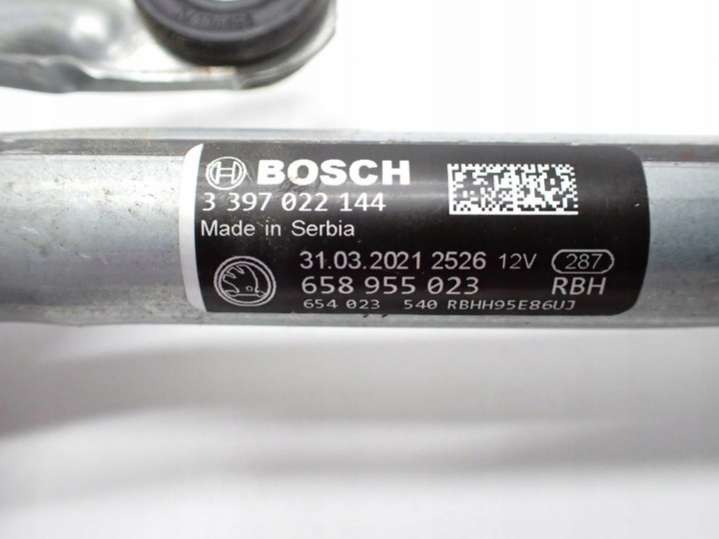 BOSCH
3 397 022 144
Made in Serbia
31.03.2021 2526 12V 287
658 955 023 RBH
654 023 540 RBHH95E86UJ